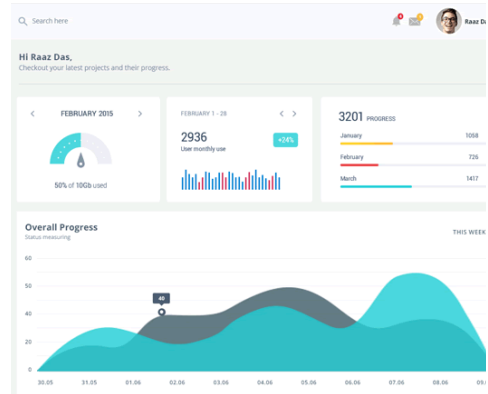 Search here
Raaz D
Hi Raaz Das,
Checkout your latest projects and their progress.
FEBRUARY 2015
50% of 10Gb used
FEBRUARY 1 - 28
2936
User monthly use
+24%
3201 PROGRESS
January 1058
February 726
March 1417
Overall Progress
Status measuring
THIS WEEK
60
50
40
30
20
0
40
30.05 31.05 01.06 02.06 03.06 04.06 05.06 06.06 07.06 08.06 09.